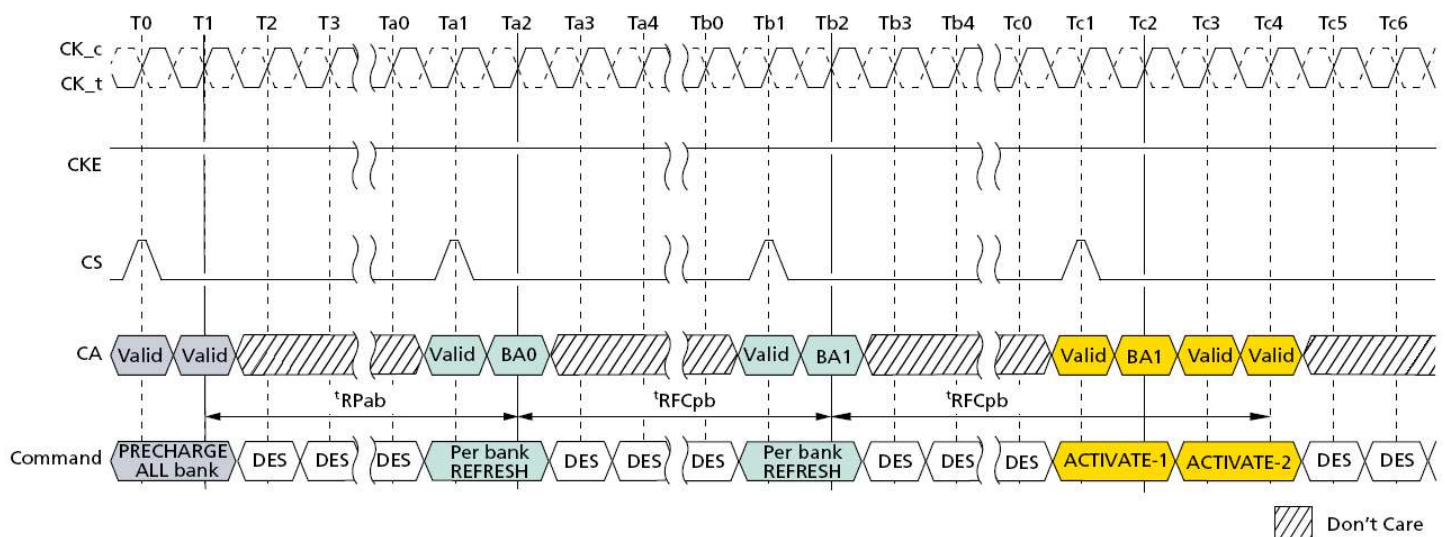 T0 T1 T2 T3 Ta0 Ta1 Ta2 Ta3 Ta4 Tb0 Tb1 Tb2 Tb3 Tb4 Tc0 Tc1 Tc2 Tc3 Tc4 Tc5 Tc6
CK_c
CK_t
CKE
CS
CA Valid Valid Valid BA0 Valid BA1 Valid BA1 Valid Valid
tRPab tRFCpb tRFCpb
Command PRECHARGE ALL bank DES DES DES Per bank REFRESH DES DES DES Per bank REFRESH DES DES DES ACTIVATE-1 ACTIVATE-2 DES DES
Don't Care